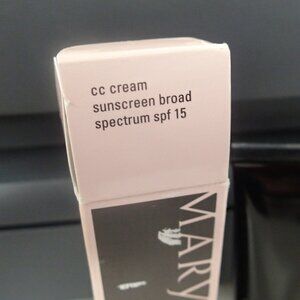 cc cream
sunscreen broad
spectrum spf 15
MARY